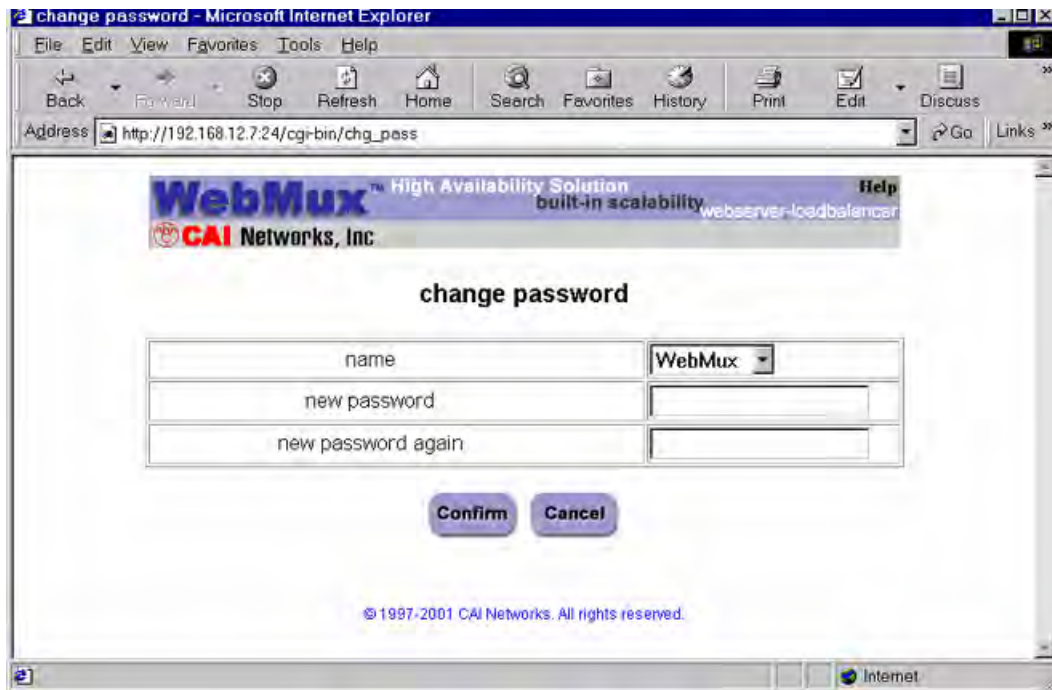 change password - Microsoft Internet Explorer
File Edit View Favorites Tools Help
Back Forward Stop Refresh Home Search Favorites History Print Edit Discuss »
Address http://192.168.12.7:24/cgi-bin/chg_pass Go Links »
WebMux™ High Availability Solution Help
built-in scalability webserver-loadbalancer
CAI Networks, Inc
change password
name WebMux
new password
new password again
Confirm Cancel
© 1997-2001 CAI Networks. All rights reserved.
Internet